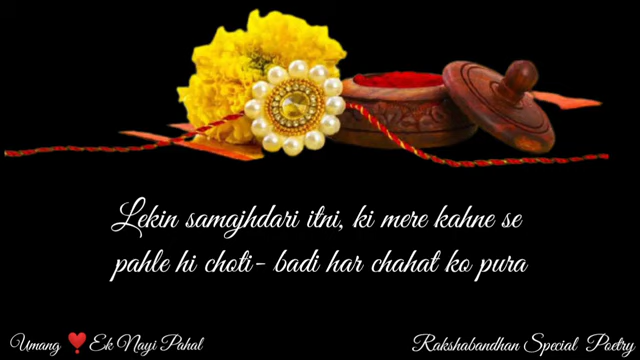 Lekin samajhdari itni, ki mere kahne se
pahle hi choti- badi har chahat ko pura
Umang ❤️ Ek Nayi Pahal
Rakshabandhan Special Poetry